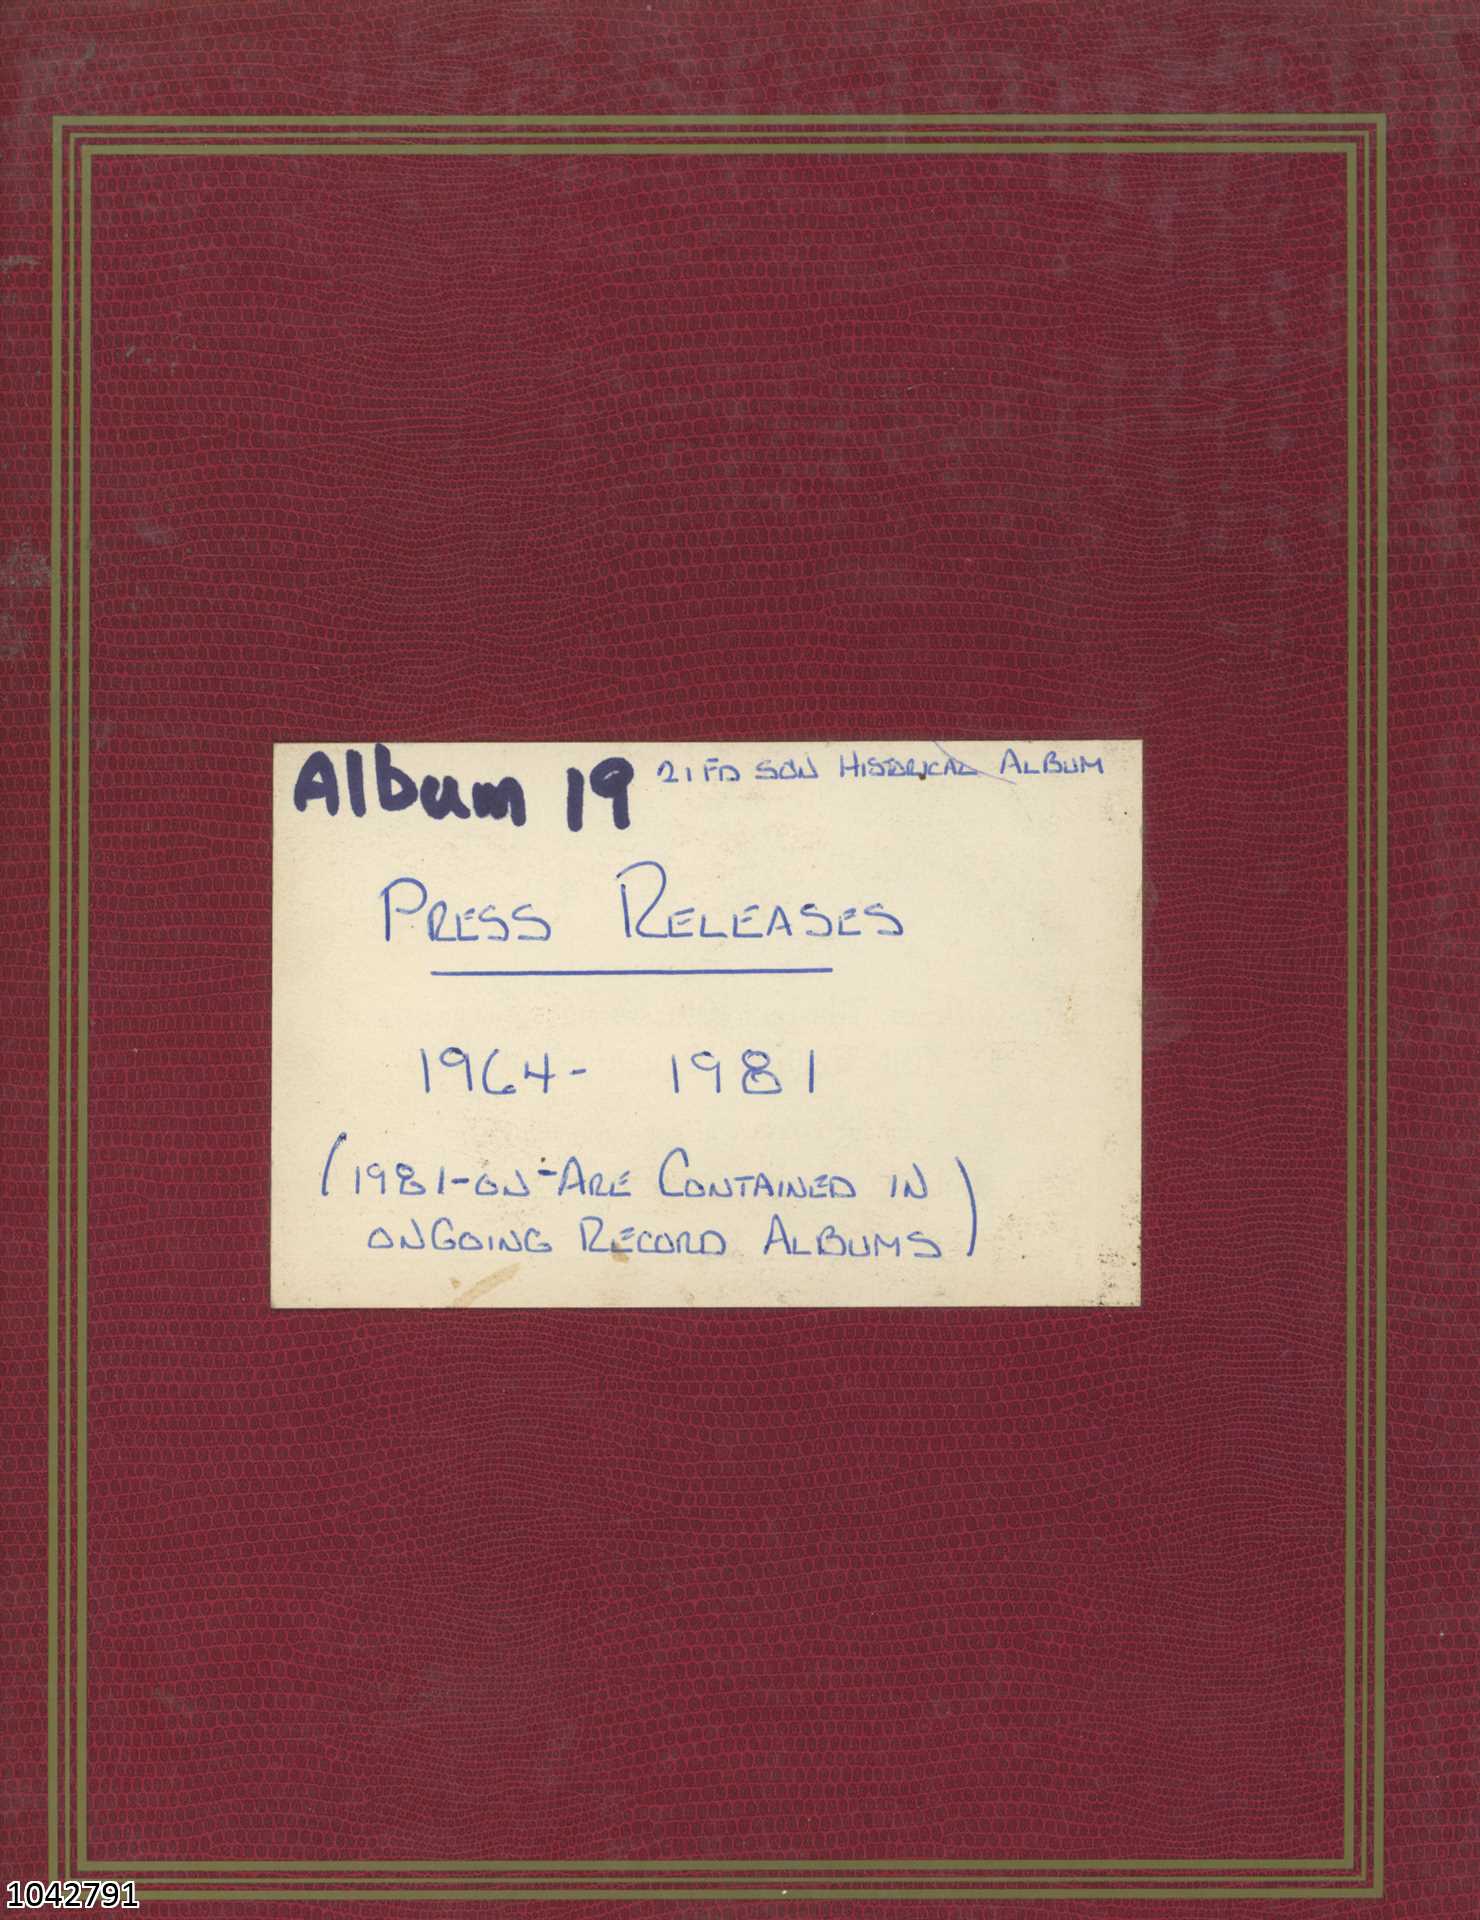 Album 19 21 FD SQN HISTORICAL ALBUM
PRESS RELEASES
1964- 1981
(1981-ON-ARE CONTAINED IN
ONGOING RECORD ALBUMS)
1042791